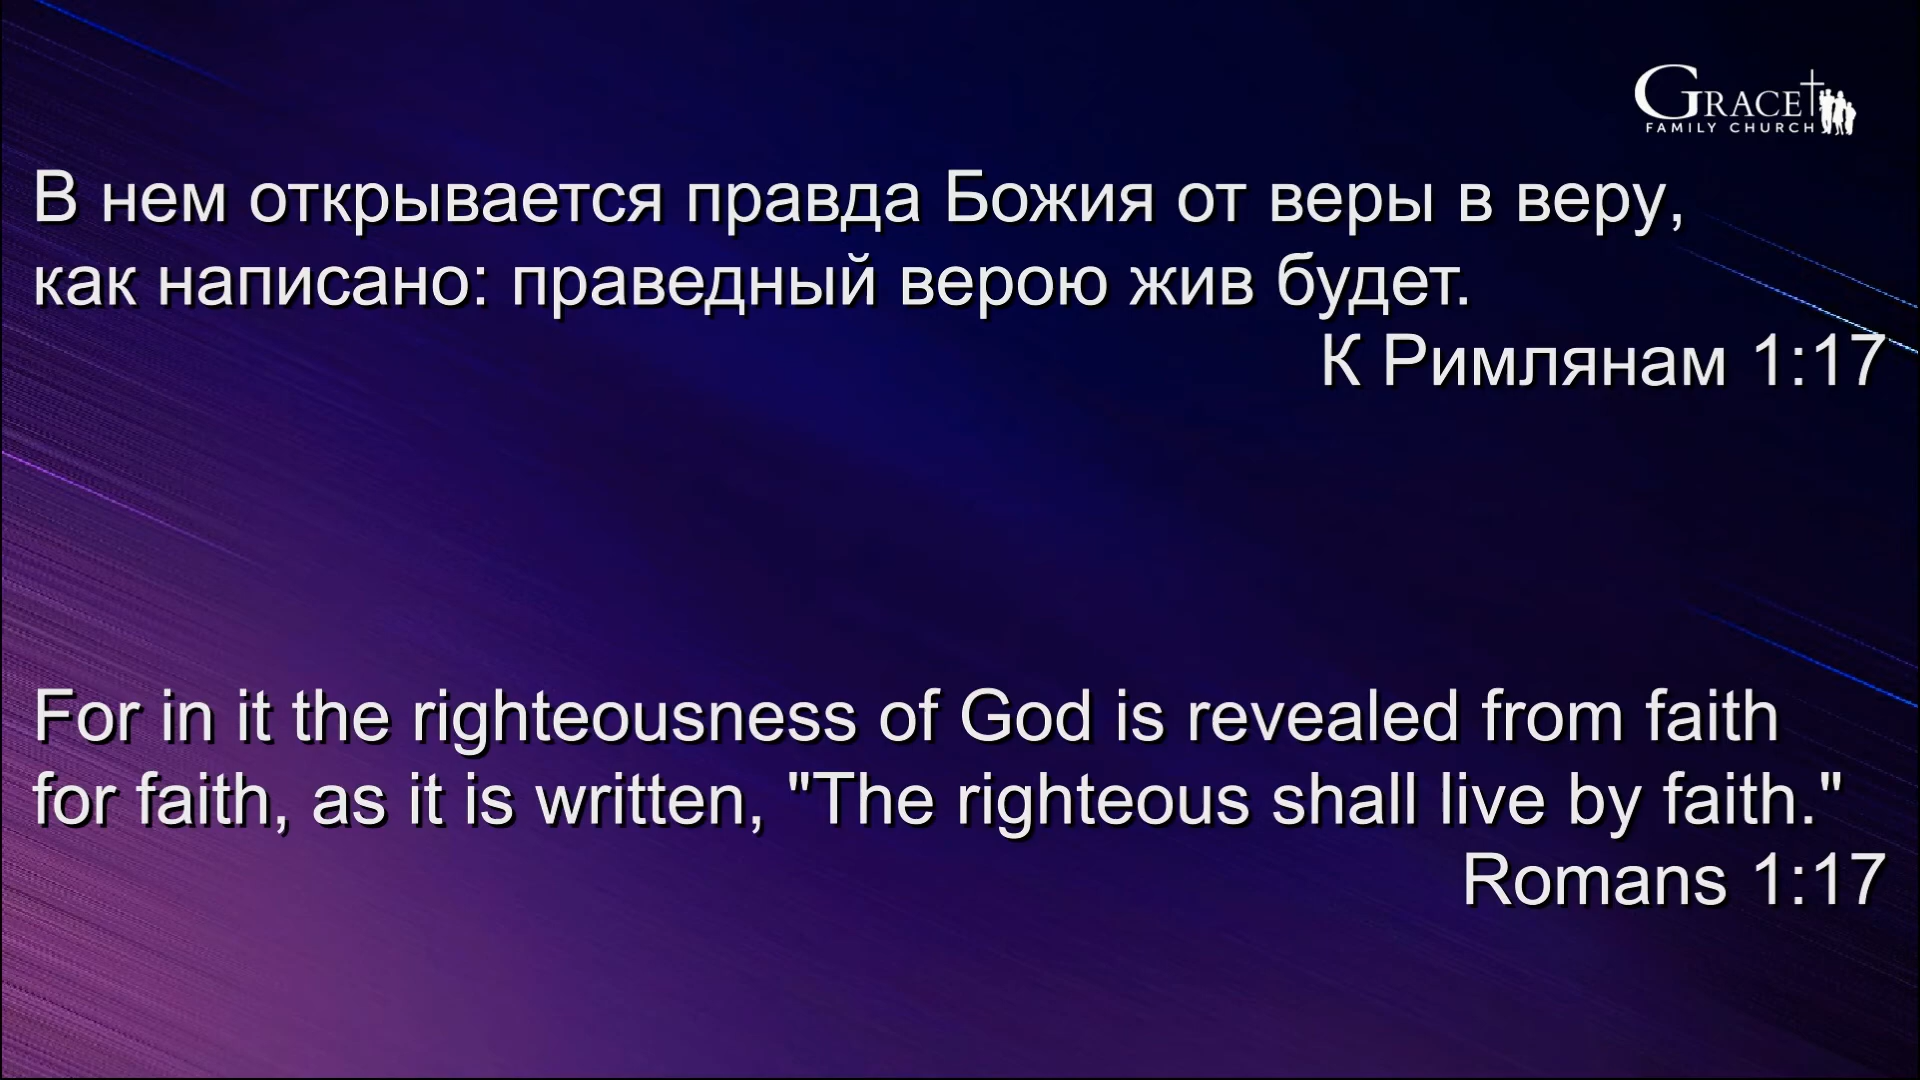 GRACE
FAMILY CHURCH
В нем открывается правда Божия от веры в веру,
как написано: праведный верою жив будет.
К Римлянам 1:17
For in it the righteousness of God is revealed from faith
for faith, as it is written, "The righteous shall live by faith."
Romans 1:17